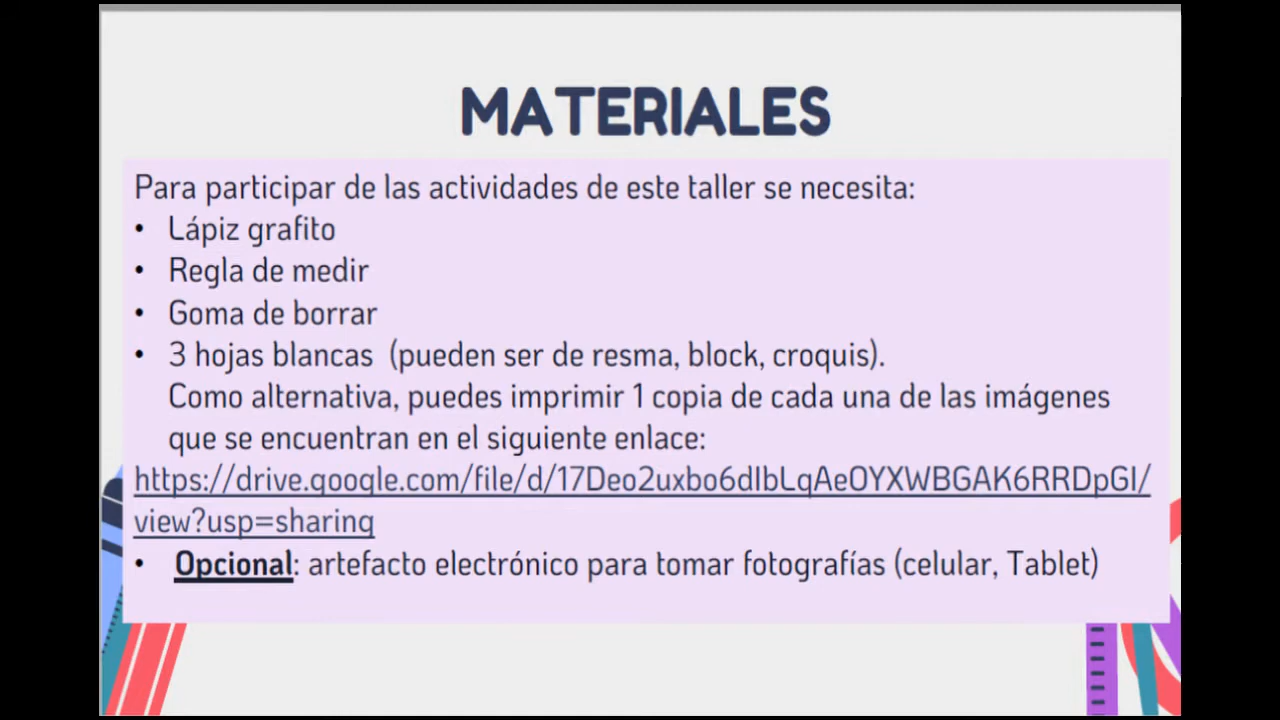 MATERIALES
Para participar de las actividades de este taller se necesita:
• Lápiz grafito
• Regla de medir
• Goma de borrar
• 3 hojas blancas (pueden ser de resma, block, croquis).
Como alternativa, puedes imprimir 1 copia de cada una de las imágenes
que se encuentran en el siguiente enlace:
https://drive.google.com/file/d/17Deo2uxbo6dIbLqAeOYXWBGAK6RRDpGI/
view?usp=sharing
• Opcional: artefacto electrónico para tomar fotografías (celular, Tablet)